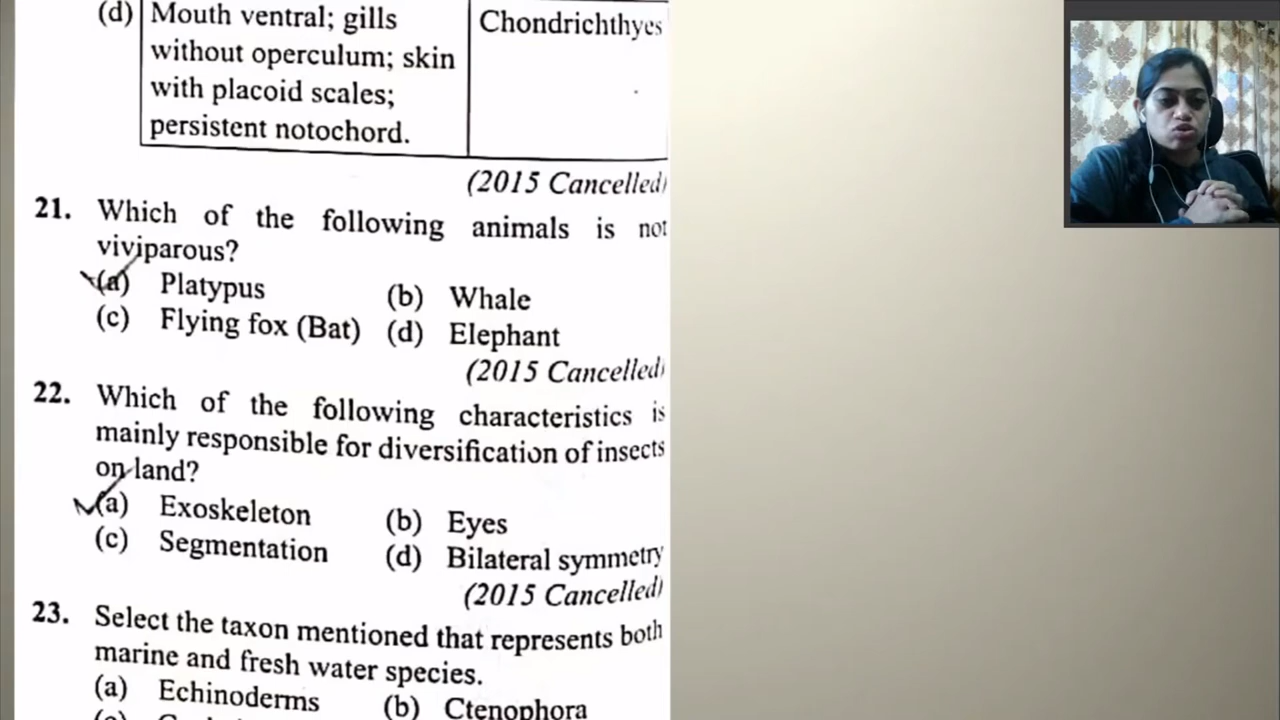 (d) Mouth ventral; gills Chondrichthyes
without operculum; skin
with placoid scales;
persistent notochord.
(2015 Cancelled)
21. Which of the following animals is not
viviparous?
(a) Platypus (b) Whale
(c) Flying fox (Bat) (d) Elephant
(2015 Cancelled)
22. Which of the following characteristics is
mainly responsible for diversification of insects
on land?
(a) Exoskeleton (b) Eyes
(c) Segmentation (d) Bilateral symmetry
(2015 Cancelled)
23. Select the taxon mentioned that represents both
marine and fresh water species.
(a) Echinoderms (b) Ctenophora